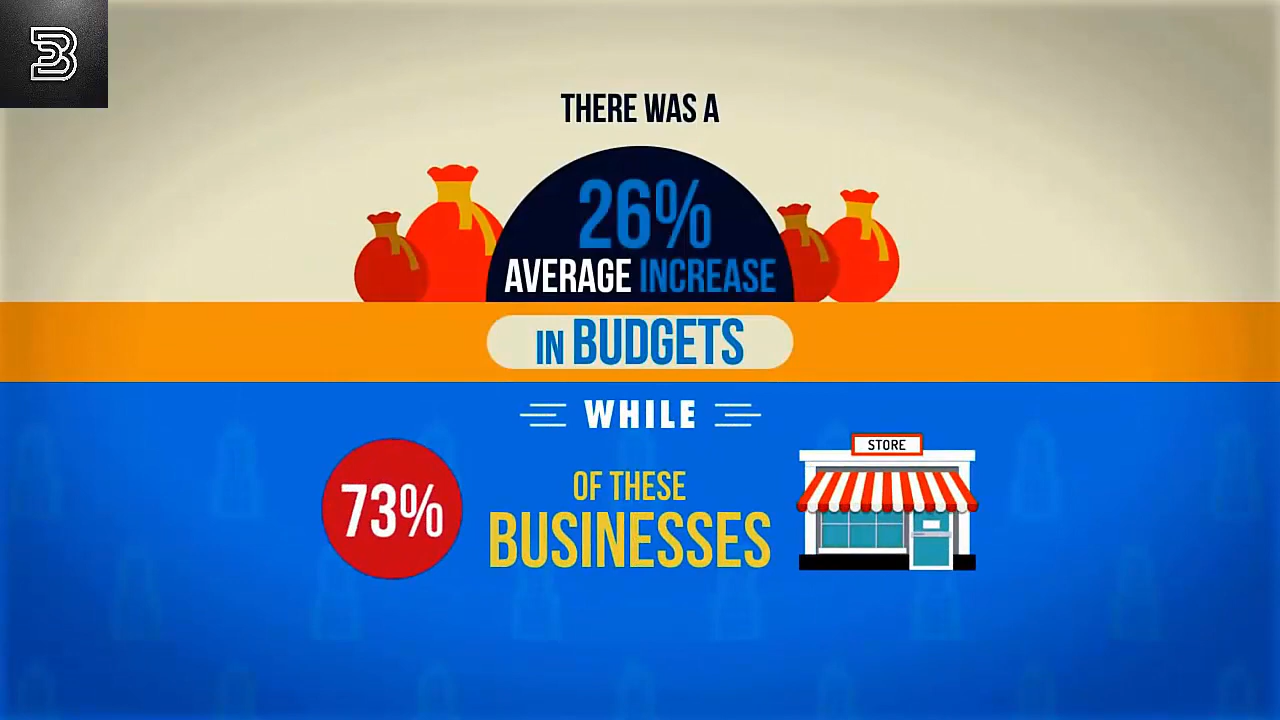 THERE WAS A
26%
AVERAGE INCREASE
IN BUDGETS
WHILE
73%
OF THESE
BUSINESSES
STORE